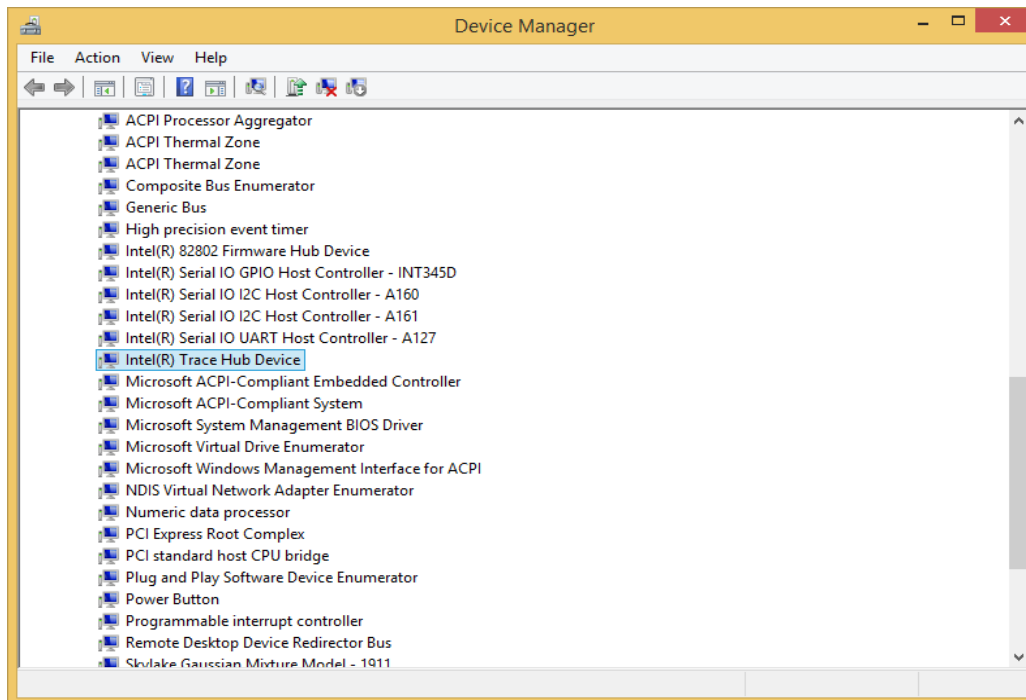 Device Manager
File Action View Help
ACPI Processor Aggregator
ACPI Thermal Zone
ACPI Thermal Zone
Composite Bus Enumerator
Generic Bus
High precision event timer
Intel(R) 82802 Firmware Hub Device
Intel(R) Serial IO GPIO Host Controller - INT345D
Intel(R) Serial IO I2C Host Controller - A160
Intel(R) Serial IO I2C Host Controller - A161
Intel(R) Serial IO UART Host Controller - A127
Intel(R) Trace Hub Device
Microsoft ACPI-Compliant Embedded Controller
Microsoft ACPI-Compliant System
Microsoft System Management BIOS Driver
Microsoft Virtual Drive Enumerator
Microsoft Windows Management Interface for ACPI
NDIS Virtual Network Adapter Enumerator
Numeric data processor
PCI Express Root Complex
PCI standard host CPU bridge
Plug and Play Software Device Enumerator
Power Button
Programmable interrupt controller
Remote Desktop Device Redirector Bus
Skylake Gaussian Mixture Model - 1911